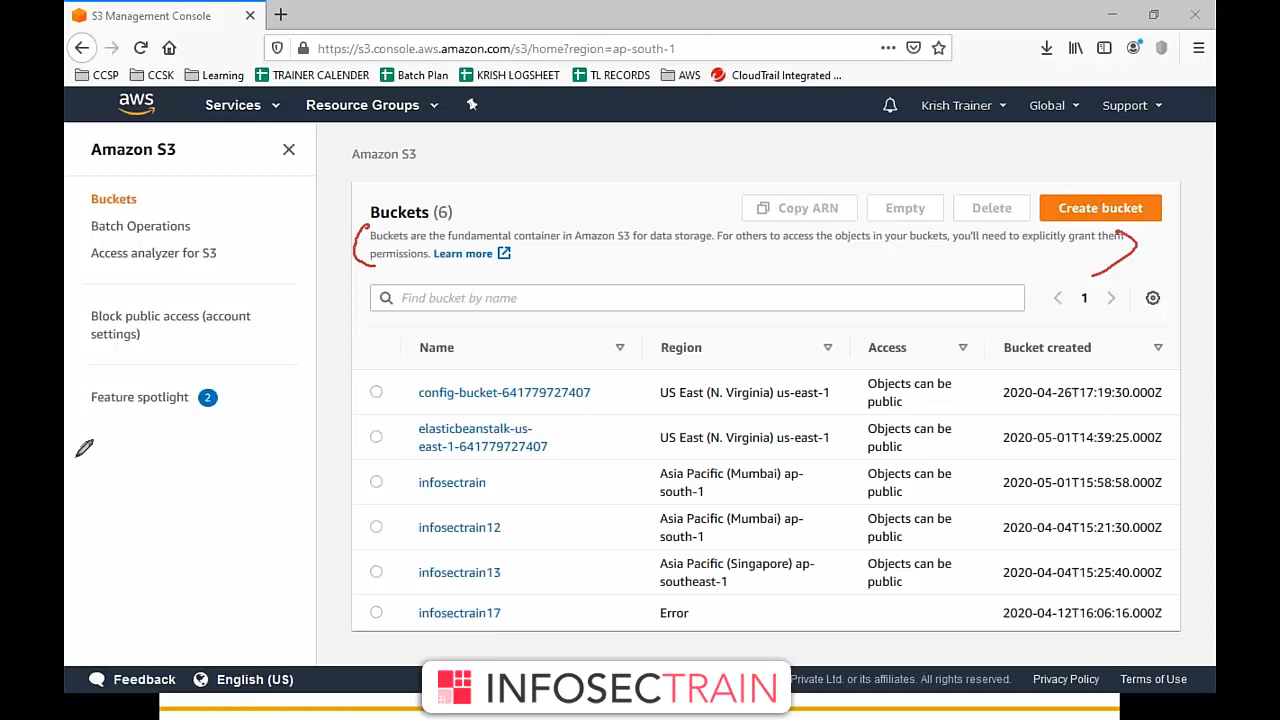 S3 Management Console
https://s3.console.aws.amazon.com/s3/home?region=ap-south-1
CCSP CCSK Learning TRAINER CALENDER Batch Plan KRISH LOGSHEET TL RECORDS AWS CloudTrail Integrated ...
aws Services Resource Groups Krish Trainer Global Support
Amazon S3
Buckets
Batch Operations
Access analyzer for S3
Block public access (account
settings)
Feature spotlight 2
Amazon S3
Buckets (6) Copy ARN Empty Delete Create bucket
Buckets are the fundamental container in Amazon S3 for data storage. For others to access the objects in your buckets, you'll need to explicitly grant them
permissions. Learn more
Find bucket by name 1
Name Region Access Bucket created
config-bucket-641779727407 US East (N. Virginia) us-east-1 Objects can be public 2020-04-26T17:19:30.000Z
elasticbeanstalk-us-east-1-641779727407 US East (N. Virginia) us-east-1 Objects can be public 2020-05-01T14:39:25.000Z
infosectrain Asia Pacific (Mumbai) ap-south-1 Objects can be public 2020-05-01T15:58:58.000Z
infosectrain12 Asia Pacific (Mumbai) ap-south-1 Objects can be public 2020-04-04T15:21:30.000Z
infosectrain13 Asia Pacific (Singapore) ap-southeast-1 Objects can be public 2020-04-04T15:25:40.000Z
infosectrain17 Error 2020-04-12T16:06:16.000Z
Feedback English (US) Private Ltd. or its affiliates. All rights reserved. Privacy Policy Terms of Use
INFOSECTRAIN